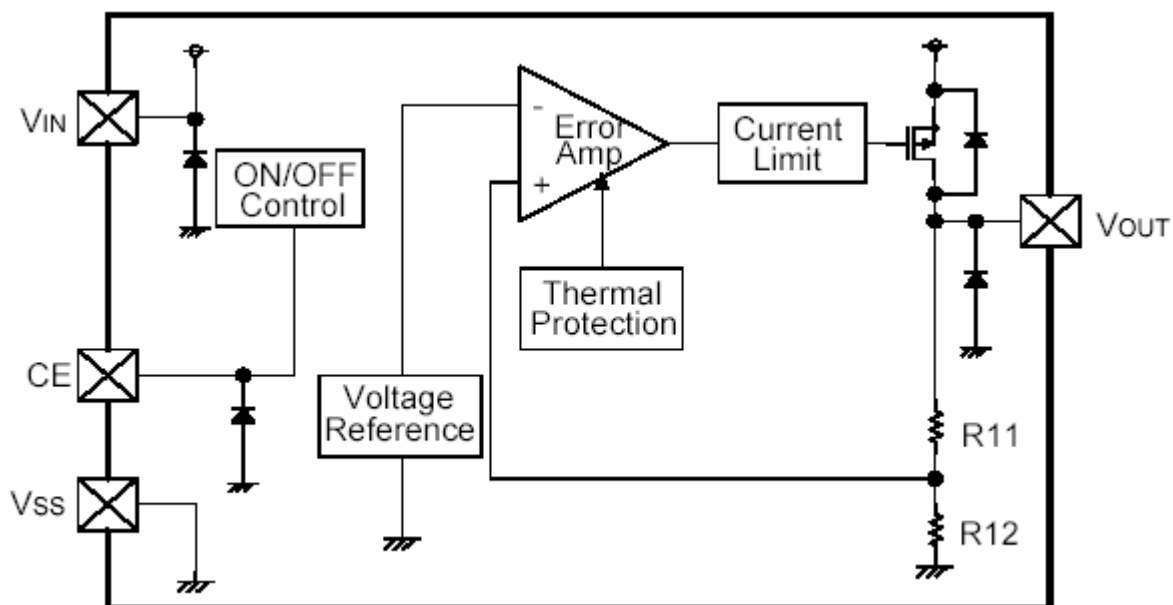 VIN
ON/OFF
Control
CE
VSS
Voltage
Reference
-
Error
Amp
+
Thermal
Protection
Current
Limit
VOUT
R11
R12